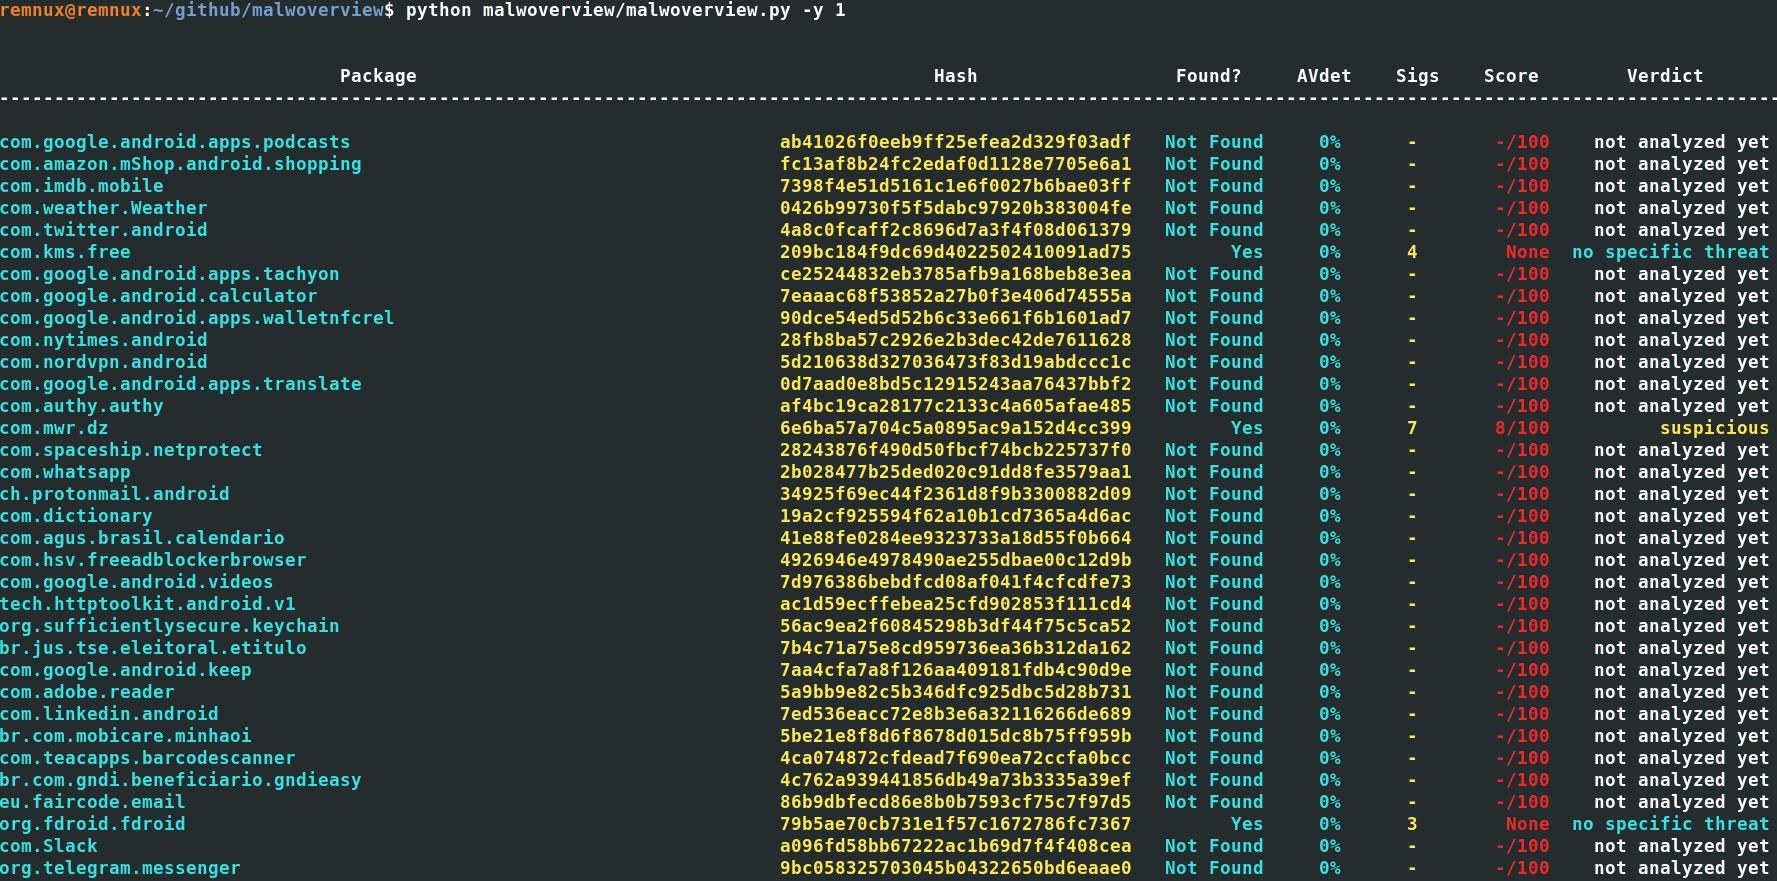 remnux@remnux:~/github/malwoverview$ python malwoverview/malwoverview.py -y 1
Package Hash Found? AVdet Sigs Score Verdict
--------------------------------------------------------------------------------------------------------------------------------------------------------------------
com.google.android.apps.podcasts ab41026f0eeb9ff25efea2d329f03adf Not Found 0% - -/100 not analyzed yet
com.amazon.mShop.android.shopping fc13af8b24fc2edaf0d1128e7705e6a1 Not Found 0% - -/100 not analyzed yet
com.imdb.mobile 7398f4e51d5161c1e6f0027b6bae03ff Not Found 0% - -/100 not analyzed yet
com.weather.Weather 0426b99730f5f5dabc97920b383004fe Not Found 0% - -/100 not analyzed yet
com.twitter.android 4a8c0fcaff2c8696d7a3f4f08d061379 Not Found 0% - -/100 not analyzed yet
com.kms.free 209bc184f9dc69d4022502410091ad75 Yes 0% 4 None no specific threat
com.google.android.apps.tachyon ce25244832eb3785afb9a168beb8e3ea Not Found 0% - -/100 not analyzed yet
com.google.android.calculator 7eaaac68f53852a27b0f3e406d74555a Not Found 0% - -/100 not analyzed yet
com.google.android.apps.walletnfcrel 90dce54ed5d52b6c33e661f6b1601ad7 Not Found 0% - -/100 not analyzed yet
com.nytimes.android 28fb8ba57c2926e2b3dec42de7611628 Not Found 0% - -/100 not analyzed yet
com.nordvpn.android 5d210638d327036473f83d19abdccc1c Not Found 0% - -/100 not analyzed yet
com.google.android.apps.translate 0d7aad0e8bd5c12915243aa76437bbf2 Not Found 0% - -/100 not analyzed yet
com.authy.authy af4bc19ca28177c2133c4a605afae485 Not Found 0% - -/100 not analyzed yet
com.mwr.dz 6e6ba57a704c5a0895ac9a152d4cc399 Yes 0% 7 8/100 suspicious
com.spaceship.netprotect 28243876f490d50fbcf74bcb225737f0 Not Found 0% - -/100 not analyzed yet
com.whatsapp 2b028477b25ded020c91dd8fe3579aa1 Not Found 0% - -/100 not analyzed yet
ch.protonmail.android 34925f69ec44f2361d8f9b3300882d09 Not Found 0% - -/100 not analyzed yet
com.dictionary 19a2cf925594f62a10b1cd7365a4d6ac Not Found 0% - -/100 not analyzed yet
com.agus.brasil.calendario 41e88fe0284ee9323733a18d55f0b664 Not Found 0% - -/100 not analyzed yet
com.hsv.freeadblockerbrowser 4926946e4978490ae255dbae00c12d9b Not Found 0% - -/100 not analyzed yet
com.google.android.videos 7d976386bebdfcd08af041f4cfcdfe73 Not Found 0% - -/100 not analyzed yet
tech.httptoolkit.android.v1 ac1d59ecffebea25cfd902853f111cd4 Not Found 0% - -/100 not analyzed yet
org.sufficientlysecure.keychain 56ac9ea2f60845298b3df44f75c5ca52 Not Found 0% - -/100 not analyzed yet
br.jus.tse.eleitoral.etitulo 7b4c71a75e8cd959736ea36b312da162 Not Found 0% - -/100 not analyzed yet
com.google.android.keep 7aa4cfa7a8f126aa409181fdb4c90d9e Not Found 0% - -/100 not analyzed yet
com.adobe.reader 5a9bb9e82c5b346dfc925dbc5d28b731 Not Found 0% - -/100 not analyzed yet
com.linkedin.android 7ed536eacc72e8b3e6a32116266de689 Not Found 0% - -/100 not analyzed yet
br.com.mobicare.minhaoi 5be21e8f8d6f8678d015dc8b75ff959b Not Found 0% - -/100 not analyzed yet
com.teacapps.barcodescanner 4ca074872cfdead7f690ea72ccfa0bcc Not Found 0% - -/100 not analyzed yet
br.com.gndi.beneficiario.gndieasy 4c762a939441856db49a73b3335a39ef Not Found 0% - -/100 not analyzed yet
eu.faircode.email 86b9dbfecd86e8b0b7593cf75c7f97d5 Not Found 0% - -/100 not analyzed yet
org.fdroid.fdroid 79b5ae70cb731e1f57c1672786fc7367 Yes 0% 3 None no specific threat
com.Slack a096fd58bb67222ac1b69d7f4f408cea Not Found 0% - -/100 not analyzed yet
org.telegram.messenger 9bc058325703045b04322650bd6eaae0 Not Found 0% - -/100 not analyzed yet